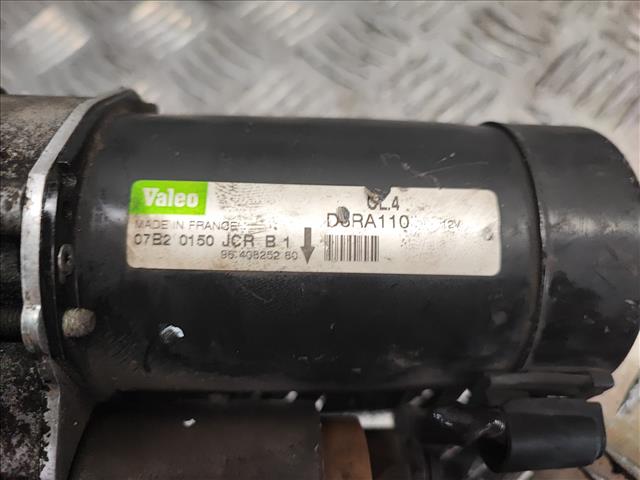 Valeo
CL4
MADE IN FRANCE
D6RA110 12V
07B2 0150 JCR B 1
96 408252 80